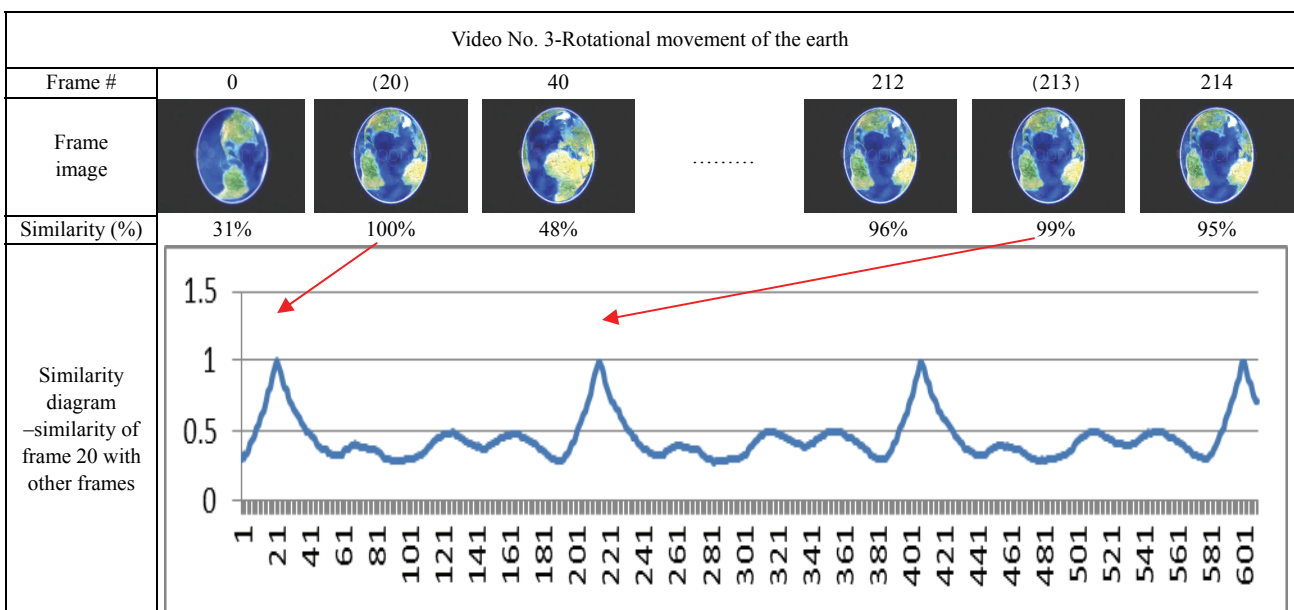 Video No. 3-Rotational movement of the earth
Frame # 0 (20) 40 212 (213) 214
Frame
image
.........
Similarity (%) 31% 100% 48% 96% 99% 95%
Similarity
diagram
–similarity of
frame 20 with
other frames
1.5
1
0.5
0
1 21 41 61 81 101 121 141 161 181 201 221 241 261 281 301 321 341 361 381 401 421 441 461 481 501 521 541 561 581 601